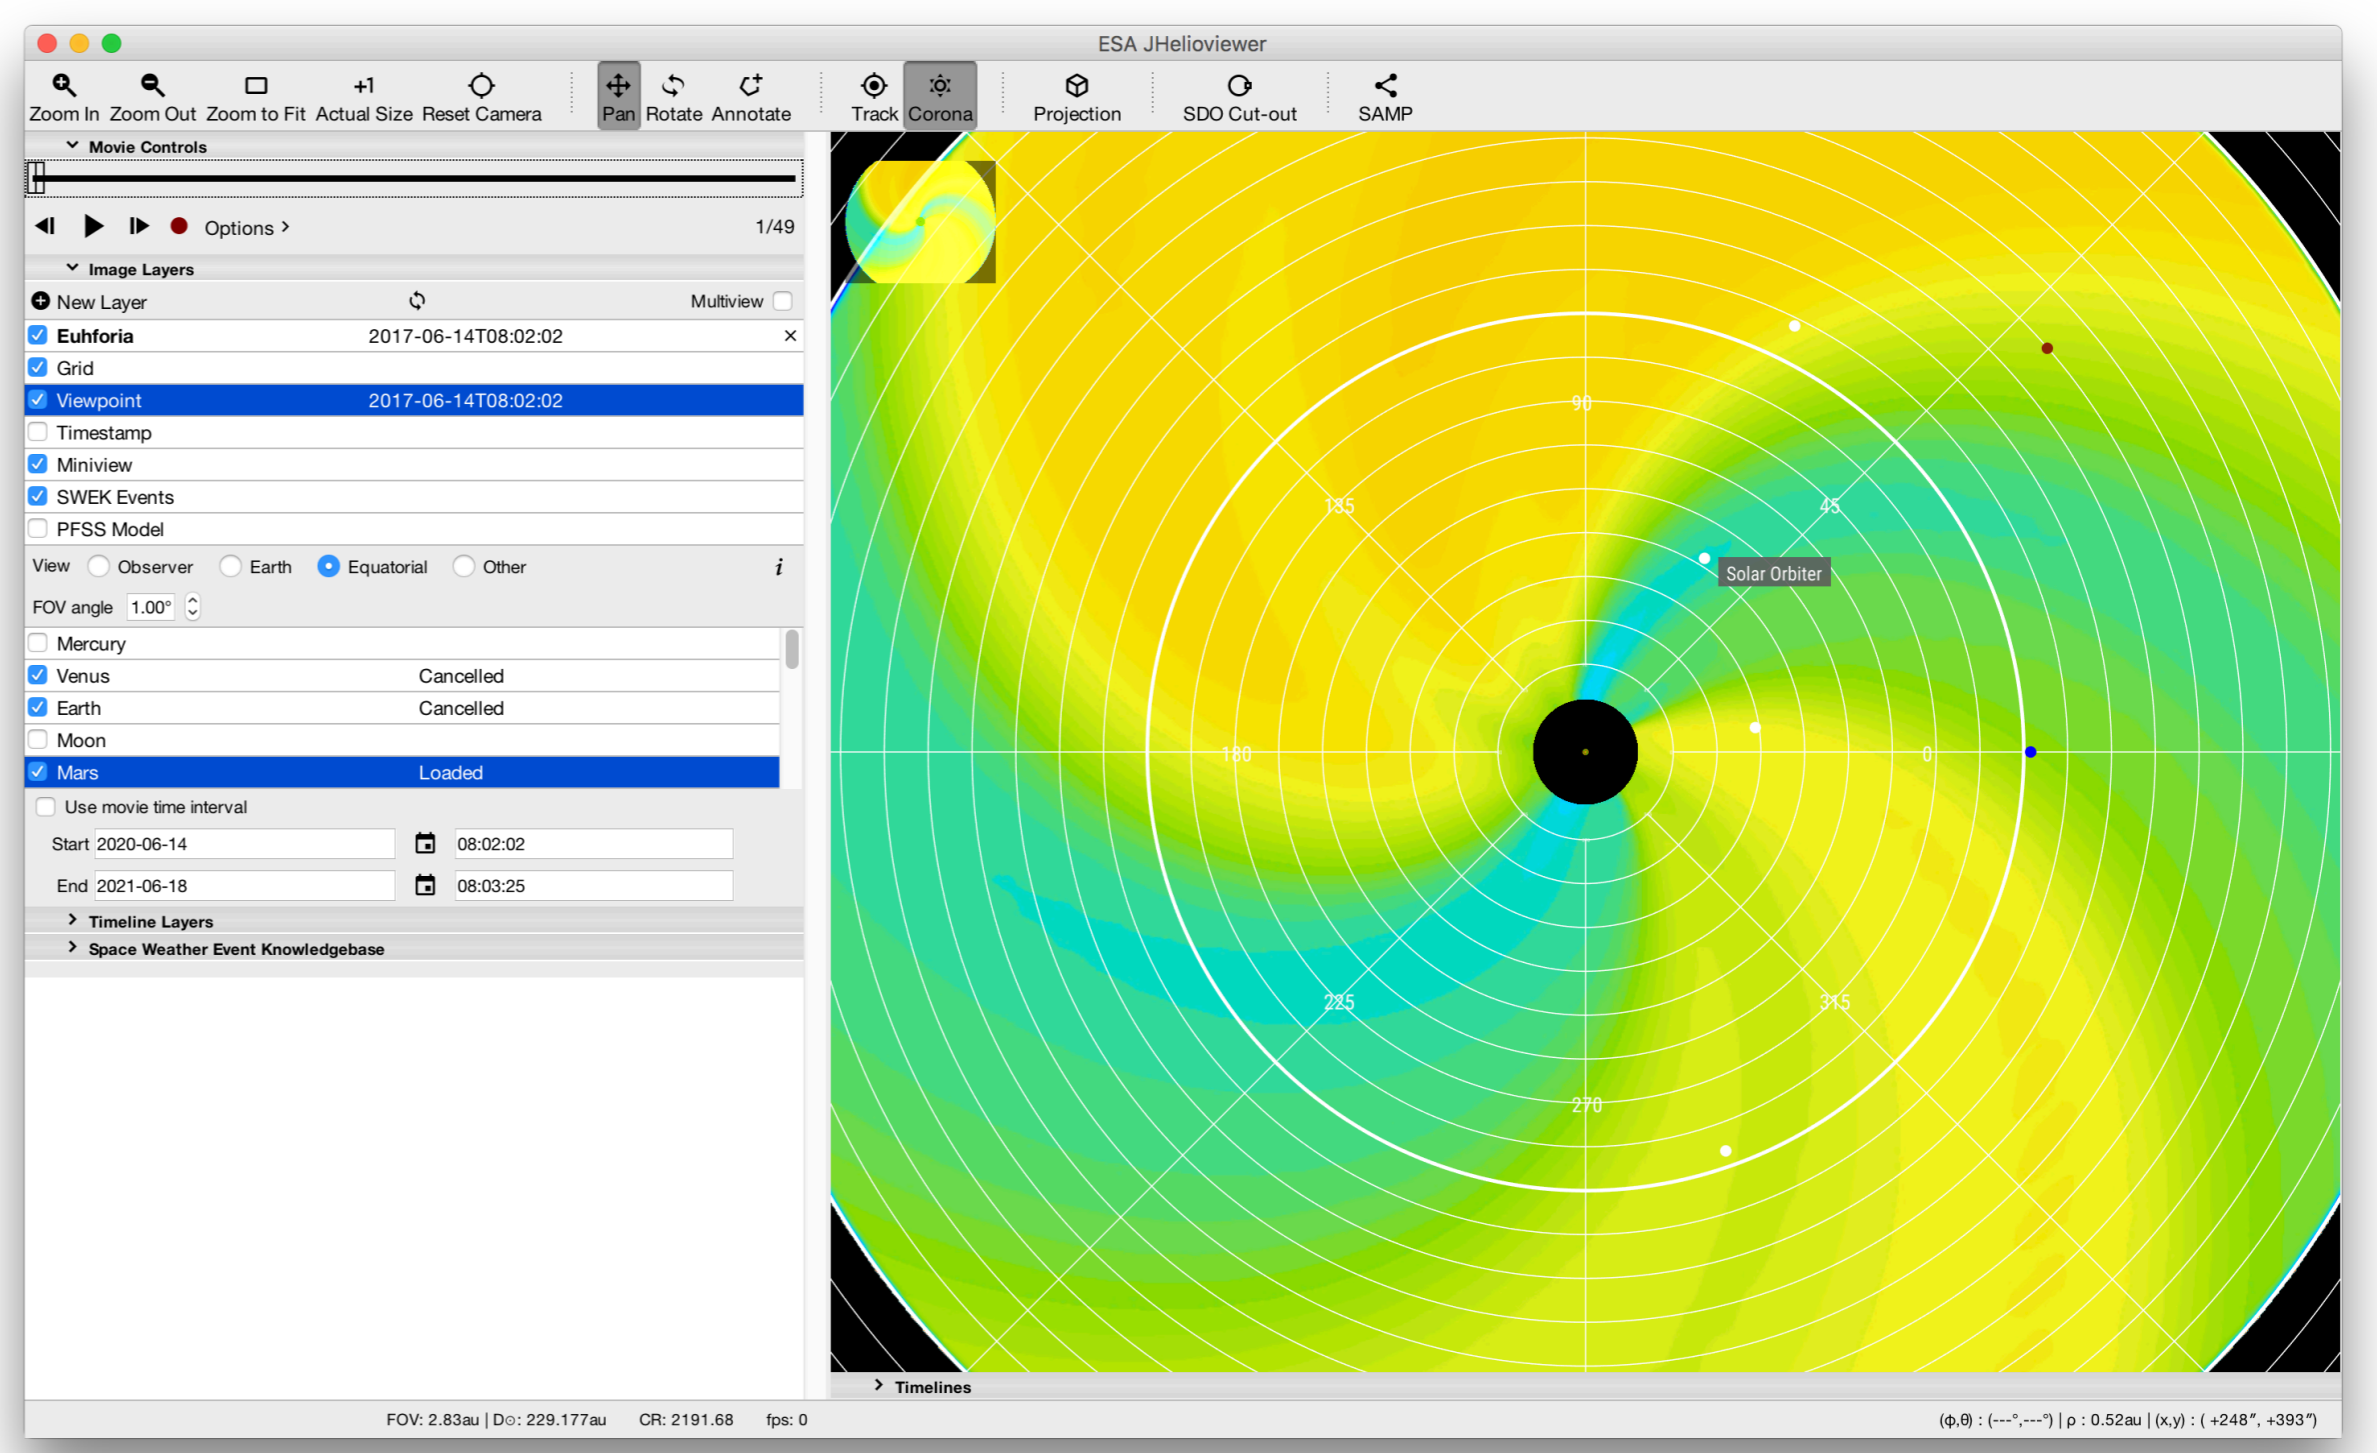 ESA JHelioviewer
Zoom In Zoom Out Zoom to Fit +1 Actual Size Reset Camera Pan Rotate Annotate Track Corona Projection SDO Cut-out SAMP
Movie Controls
Options 1/49
Image Layers
New Layer Multiview
Euhforia 2017-06-14T08:02:02
Grid
Viewpoint 2017-06-14T08:02:02
Timestamp
Miniview
SWEK Events
PFSS Model
View Observer Earth Equatorial Other i
FOV angle 1.00°
Mercury
Venus Cancelled
Earth Cancelled
Moon
Mars Loaded
Use movie time interval
Start 2020-06-14 08:02:02
End 2021-06-18 08:03:25
Timeline Layers
Space Weather Event Knowledgebase
90
135 45
Solar Orbiter
180 0
225 315
270
Timelines
FOV: 2.83au | D⊙: 229.177au CR: 2191.68 fps: 0 (φ,θ) : (---°,---°) | ρ : 0.52au | (x,y) : ( +248″, +393″)